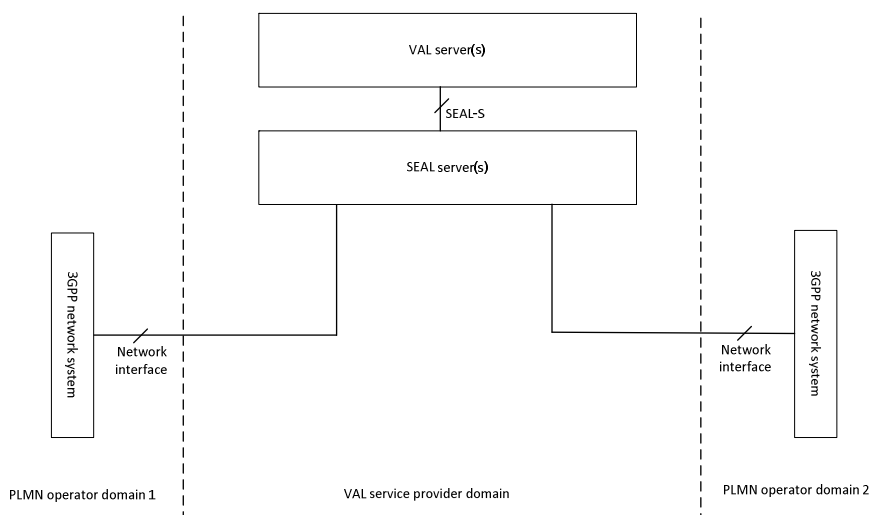 VAL server(s)
SEAL-S
SEAL server(s)
3GPP network system
Network
interface
3GPP network system
Network
interface
PLMN operator domain 1
VAL service provider domain
PLMN operator domain 2